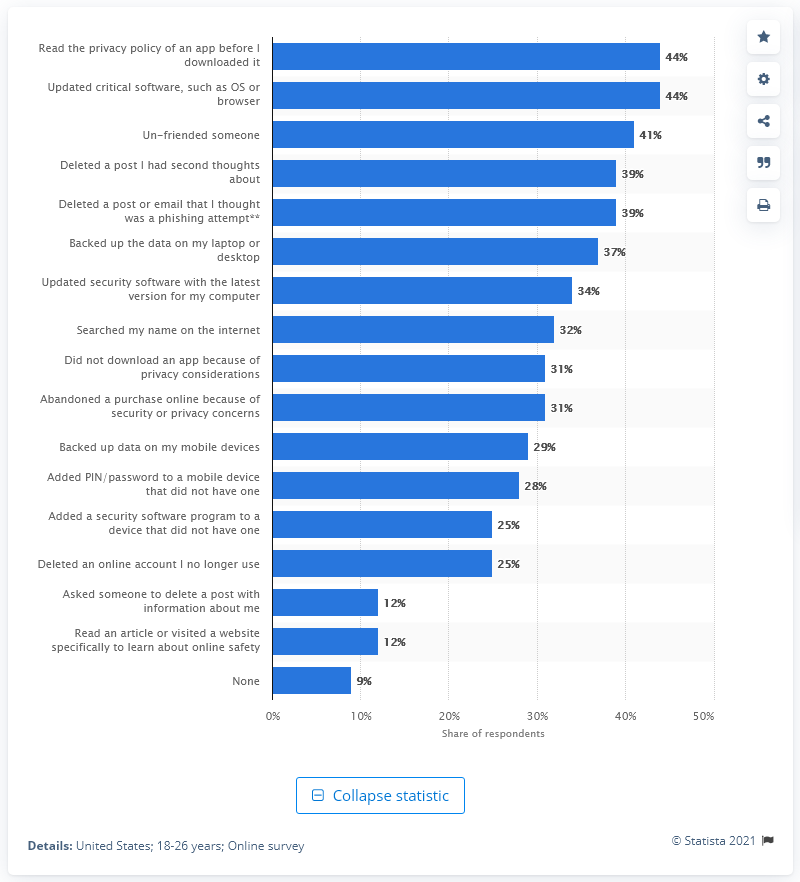 Read the privacy policy of an app before I
downloaded it
44%
Updated critical software, such as OS or
browser
44%
Un-friended someone
41%
Deleted a post I had second thoughts
about
39%
Deleted a post or email that I thought
was a phishing attempt**
39%
Backed up the data on my laptop or
desktop
37%
Updated security software with the latest
version for my computer
34%
Searched my name on the internet
32%
Did not download an app because of
privacy considerations
31%
Abandoned a purchase online because of
security or privacy concerns
31%
Backed up data on my mobile devices
29%
Added PIN/password to a mobile device
that did not have one
28%
Added a security software program to a
device that did not have one
25%
Deleted an online account I no longer use
25%
Asked someone to delete a post with
information about me
12%
Read an article or visited a website
specifically to learn about online safety
12%
None
9%
0% 10% 20% 30% 40% 50%
Share of respondents
Collapse statistic
Details: United States; 18-26 years; Online survey
© Statista 2021